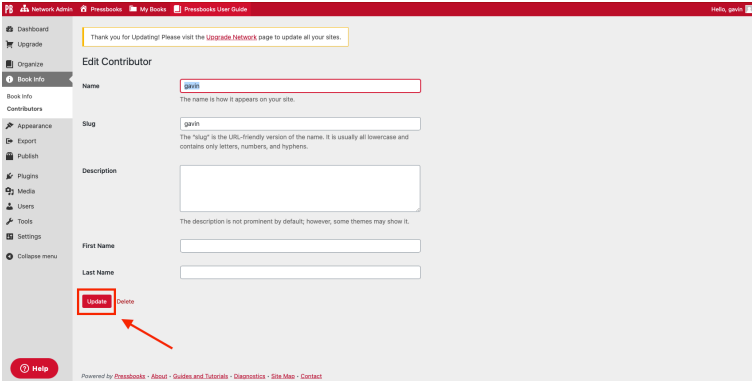 PB Network Admin Pressbooks My Books Pressbooks User Guide Hello, gavin
Dashboard
Upgrade
Organize
Book Info
Book Info
Contributors
Appearance
Export
Publish
Plugins
Media
Users
Tools
Settings
Collapse menu
Help
Thank you for Updating! Please visit the Upgrade Network page to update all your sites.
Edit Contributor
Name
gavin
The name is how it appears on your site.
Slug
gavin
The "slug" is the URL-friendly version of the name. It is usually all lowercase and
contains only letters, numbers, and hyphens.
Description
The description is not prominent by default; however, some themes may show it.
First Name
Last Name
Update Delete
Powered by Pressbooks • About • Guides and Tutorials • Diagnostics • Site Map • Contact